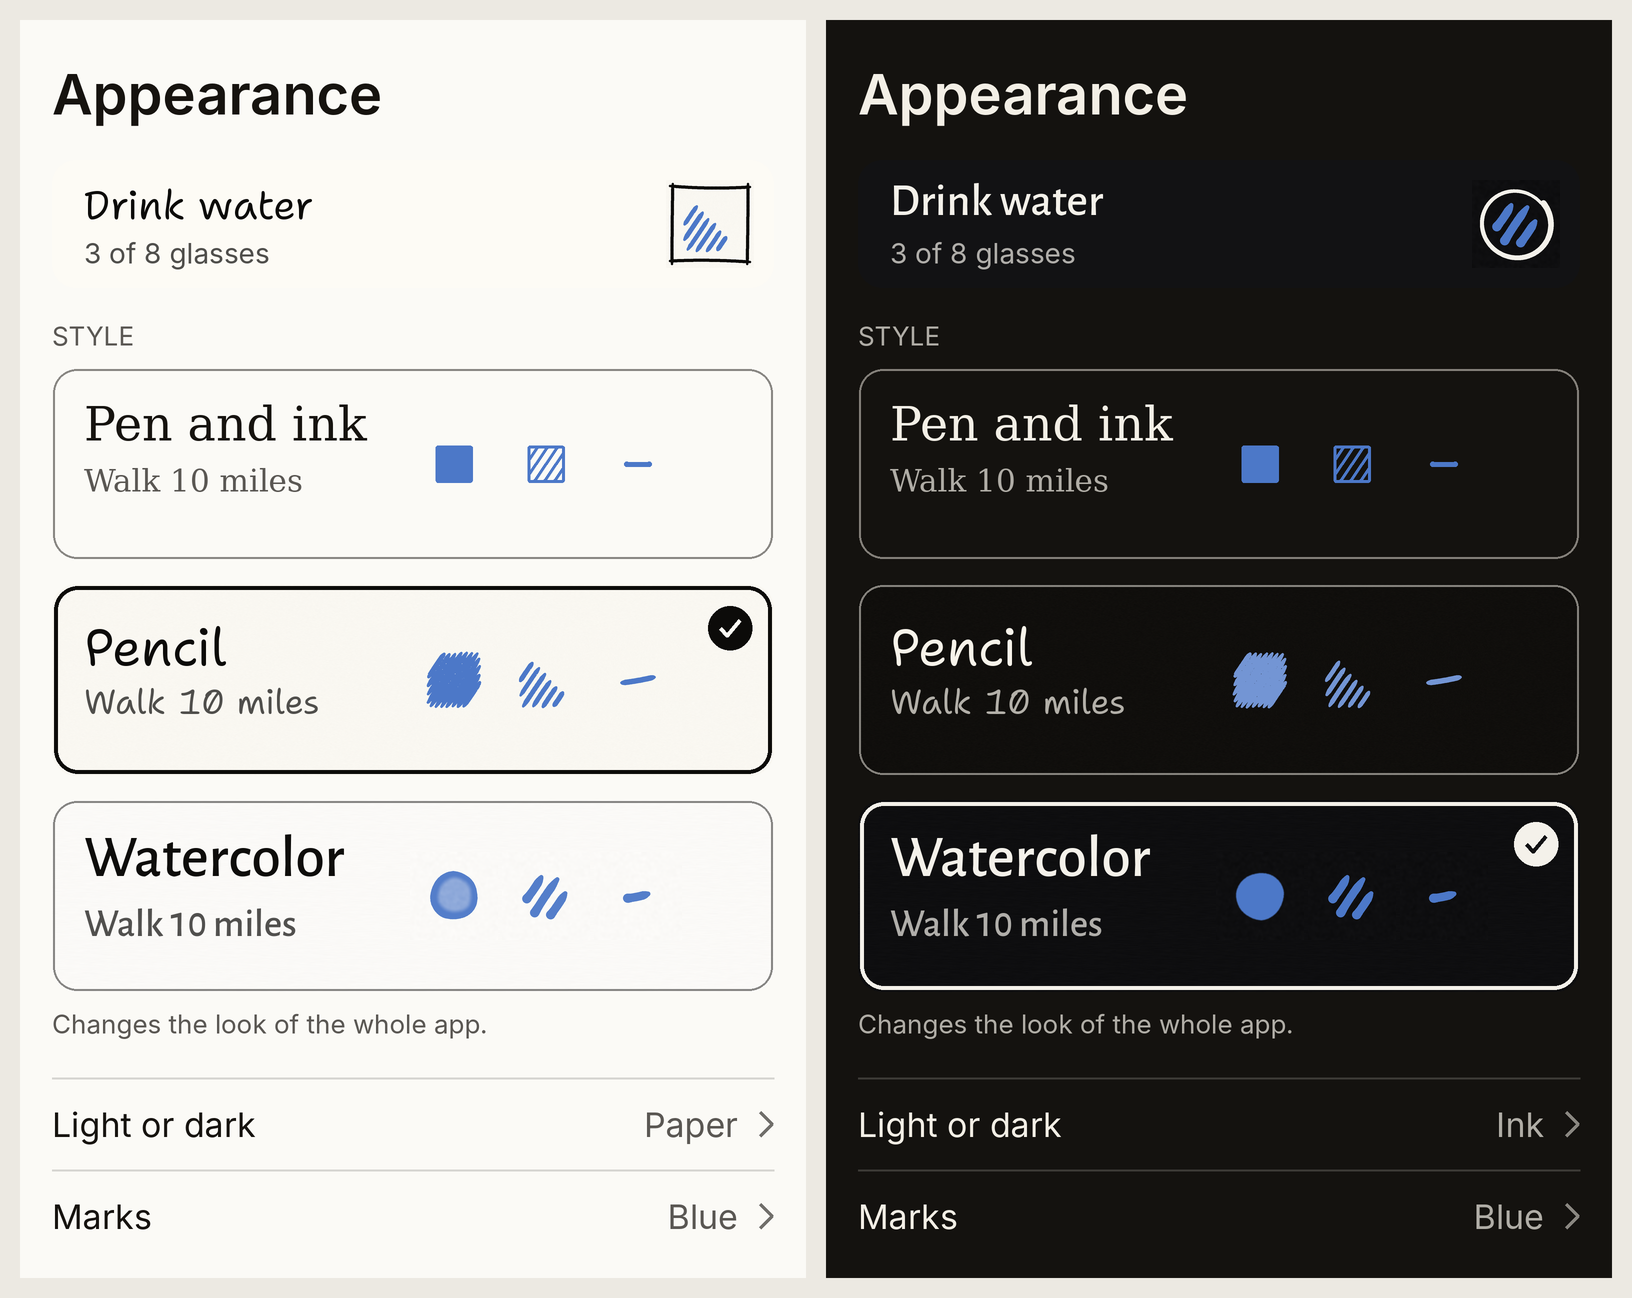 Appearance
Drink water
3 of 8 glasses
STYLE
Pen and ink
Walk 10 miles
Pencil
Walk 10 miles
Watercolor
Walk 10 miles
Changes the look of the whole app.
Light or dark Paper
Marks Blue
Appearance
Drink water
3 of 8 glasses
STYLE
Pen and ink
Walk 10 miles
Pencil
Walk 10 miles
Watercolor
Walk 10 miles
Changes the look of the whole app.
Light or dark Ink
Marks Blue